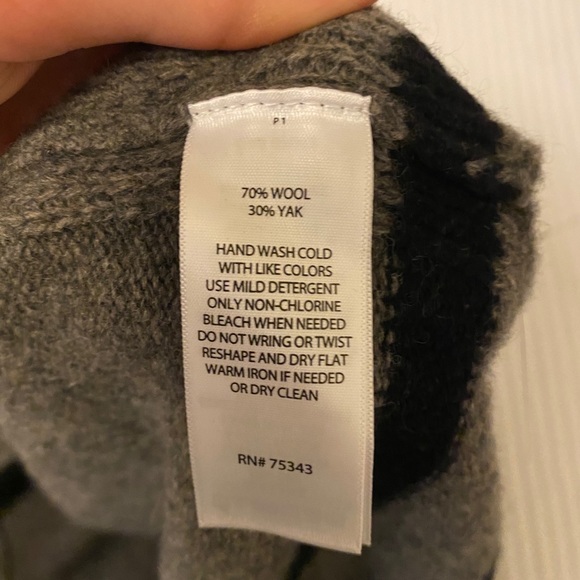 P1
70% WOOL
30% YAK
HAND WASH COLD
WITH LIKE COLORS
USE MILD DETERGENT
ONLY NON-CHLORINE
BLEACH WHEN NEEDED
DO NOT WRING OR TWIST
RESHAPE AND DRY FLAT
WARM IRON IF NEEDED
OR DRY CLEAN
RN# 75343